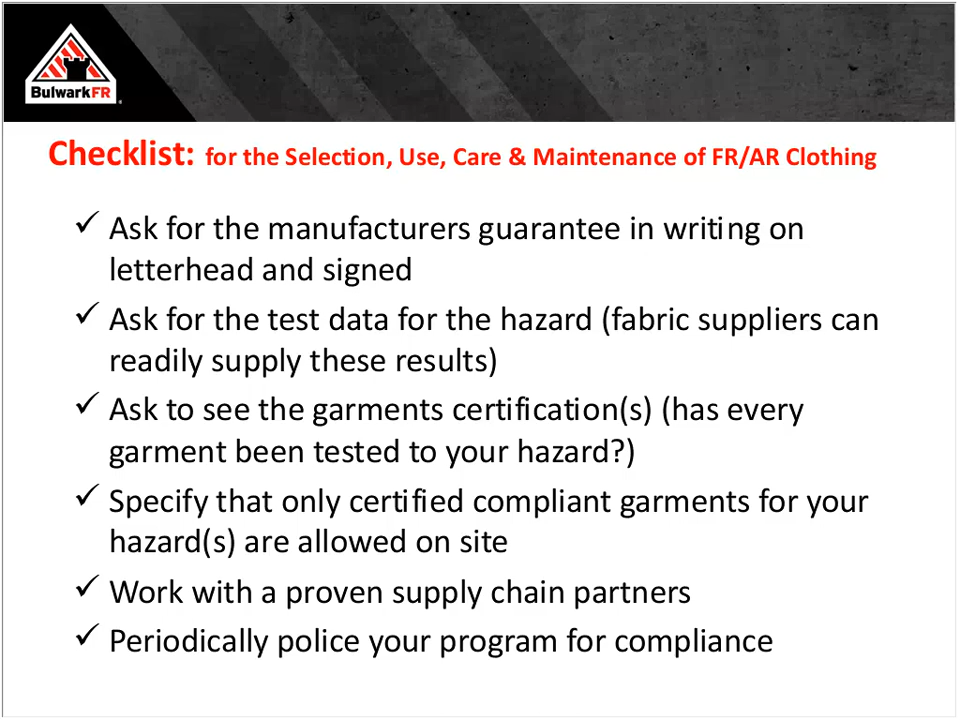 BulwarkFR
Checklist: for the Selection, Use, Care & Maintenance of FR/AR Clothing
✓ Ask for the manufacturers guarantee in writing on
letterhead and signed
✓ Ask for the test data for the hazard (fabric suppliers can
readily supply these results)
✓ Ask to see the garments certification(s) (has every
garment been tested to your hazard?)
✓ Specify that only certified compliant garments for your
hazard(s) are allowed on site
✓ Work with a proven supply chain partners
✓ Periodically police your program for compliance